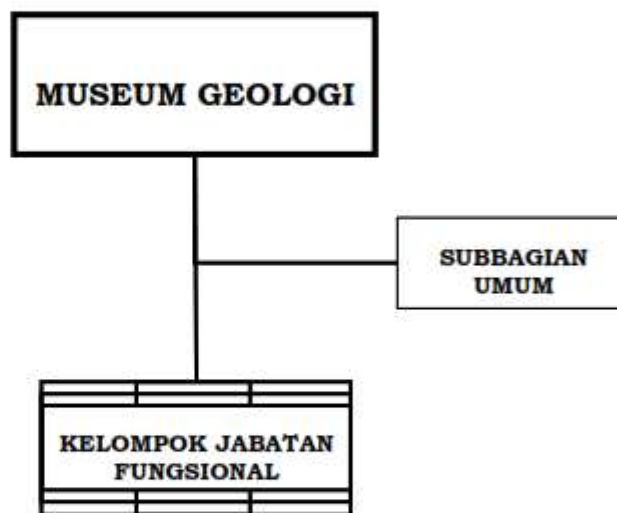 MUSEUM GEOLOGI
SUBBAGIAN
UMUM
KELOMPOK JABATAN
FUNGSIONAL